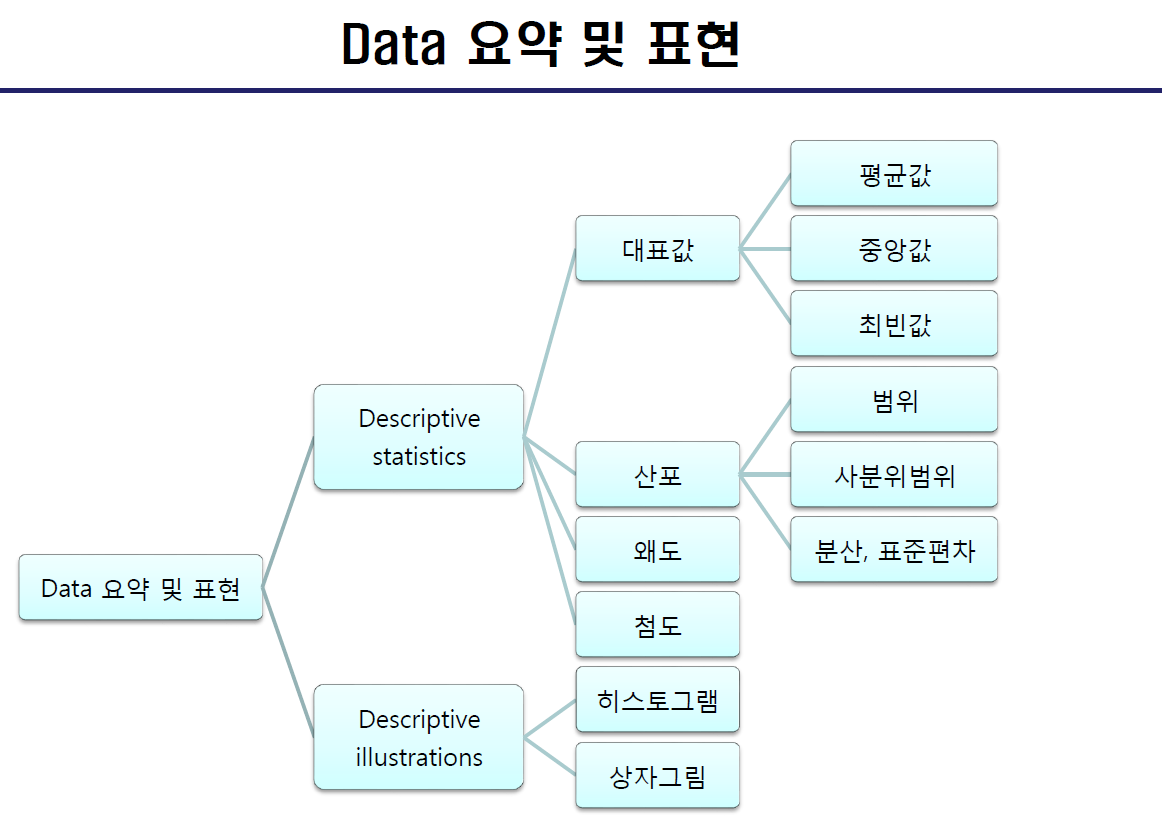 Data 요약 및 표현
평균값
대표값
중앙값
최빈값
범위
Descriptive
statistics
산포
사분위범위
왜도
분산, 표준편차
Data 요약 및 표현
첨도
히스토그램
Descriptive
illustrations
상자그림